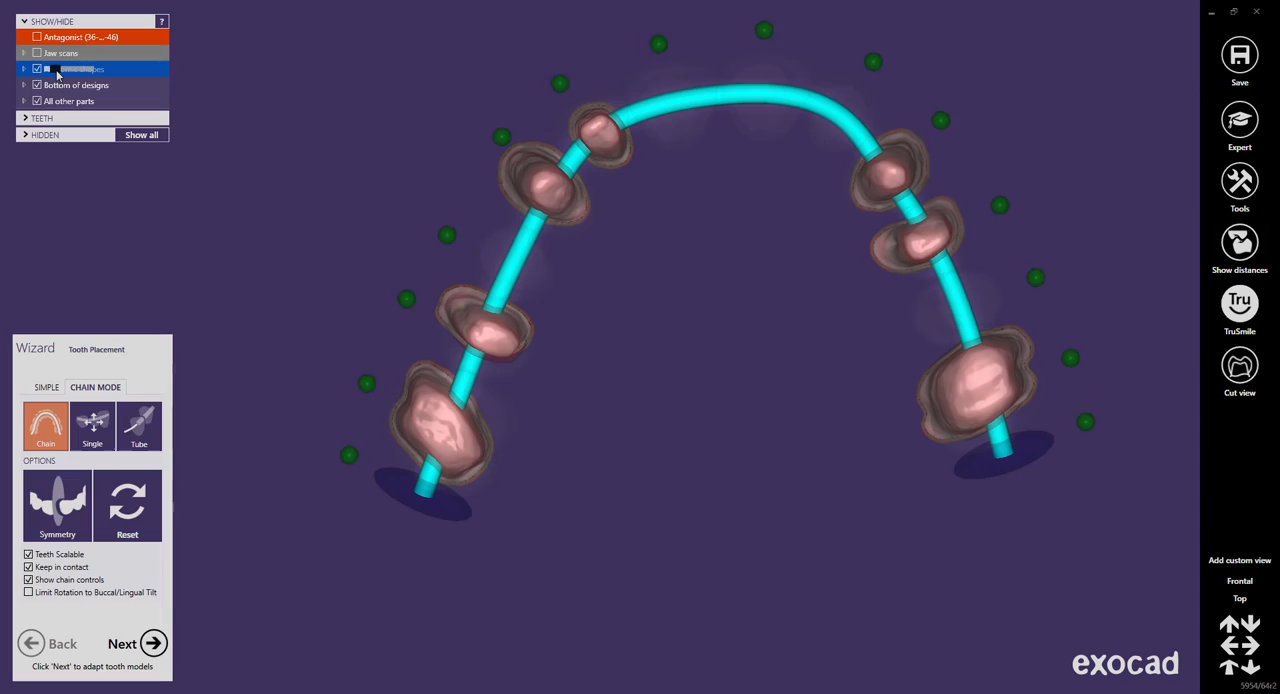 SHOW/HIDE ?
Antagonist (36-...-46)
Jaw scans
Bottom of designs
All other parts
TEETH
HIDDEN Show all
Save
Expert
Tools
Show distances
Tru
TruSmile
Cut view
Wizard Tooth Placement
SIMPLE CHAIN MODE
Chain Single Tube
OPTIONS
Symmetry Reset
Teeth Scalable
Keep in contact
Show chain controls
Limit Rotation to Buccal/Lingual Tilt
Back Next
Click 'Next' to adapt tooth models
Add custom view
Frontal
Top
exocad
5954/64r2